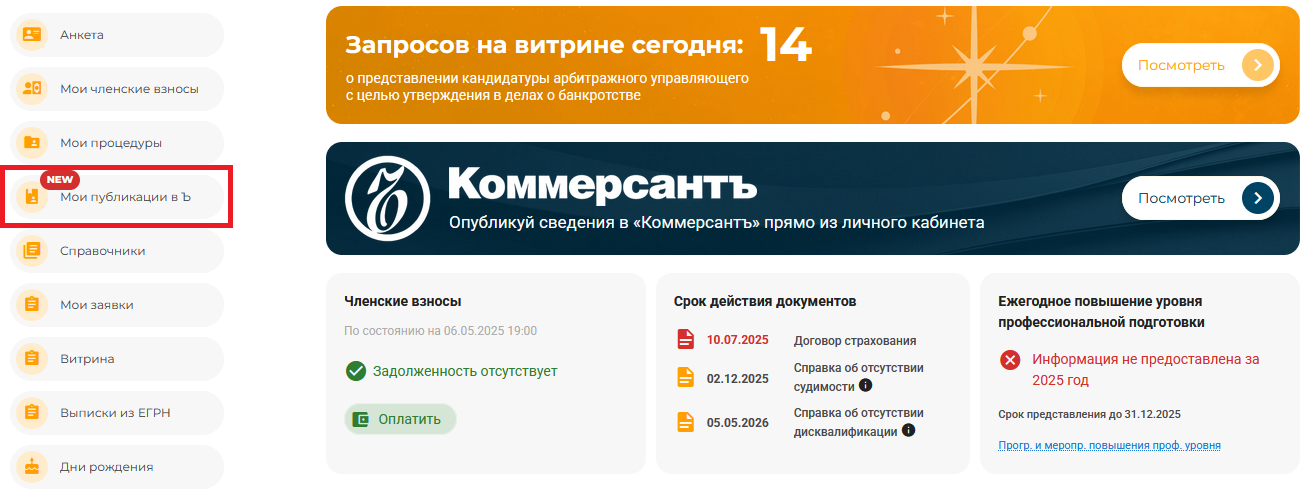 Анкета
Мои членские взносы
Мои процедуры
NEW
Мои публикации в Ъ
Справочники
Мои заявки
Витрина
Выписки из ЕГРН
Дни рождения
Запросов на витрине сегодня: 14
о представлении кандидатуры арбитражного управляющего
с целью утверждения в делах о банкротстве
Посмотреть
Коммерсантъ
Опубликуй сведения в «Коммерсантъ» прямо из личного кабинета
Посмотреть
Членские взносы
По состоянию на 06.05.2025 19:00
Задолженность отсутствует
Оплатить
Срок действия документов
10.07.2025 Договор страхования
02.12.2025 Справка об отсутствии
судимости
05.05.2026 Справка об отсутствии
дисквалификации
Ежегодное повышение уровня
профессиональной подготовки
Информация не предоставлена за
2025 год
Срок представления до 31.12.2025
Прогр. и меропр. повышения проф. уровня